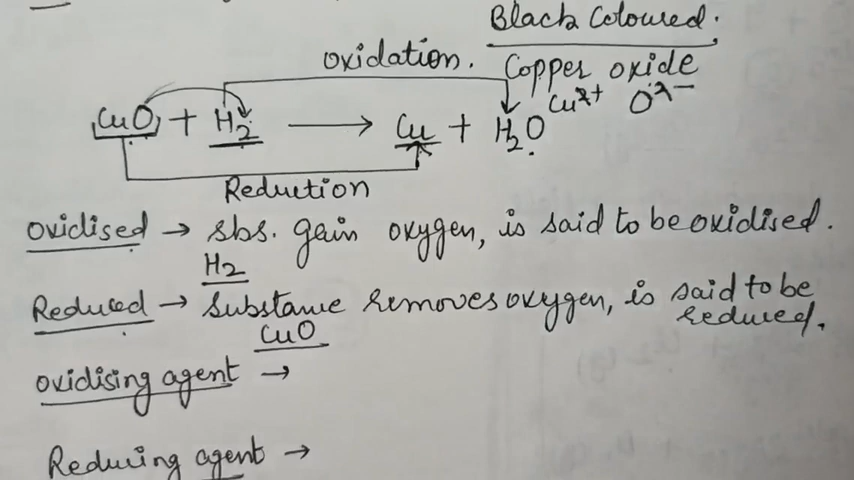 Black Coloured.
oxidation. Copper oxide
Cu2+ O2-
CuO + H2 → Cu + H2O
Reduction
oxidised → sbs. gain oxygen, is said to be oxidised.
H2
Reduced → Substance removes oxygen, is said to be
reduced.
CuO
oxidising agent →
Reducing agent →